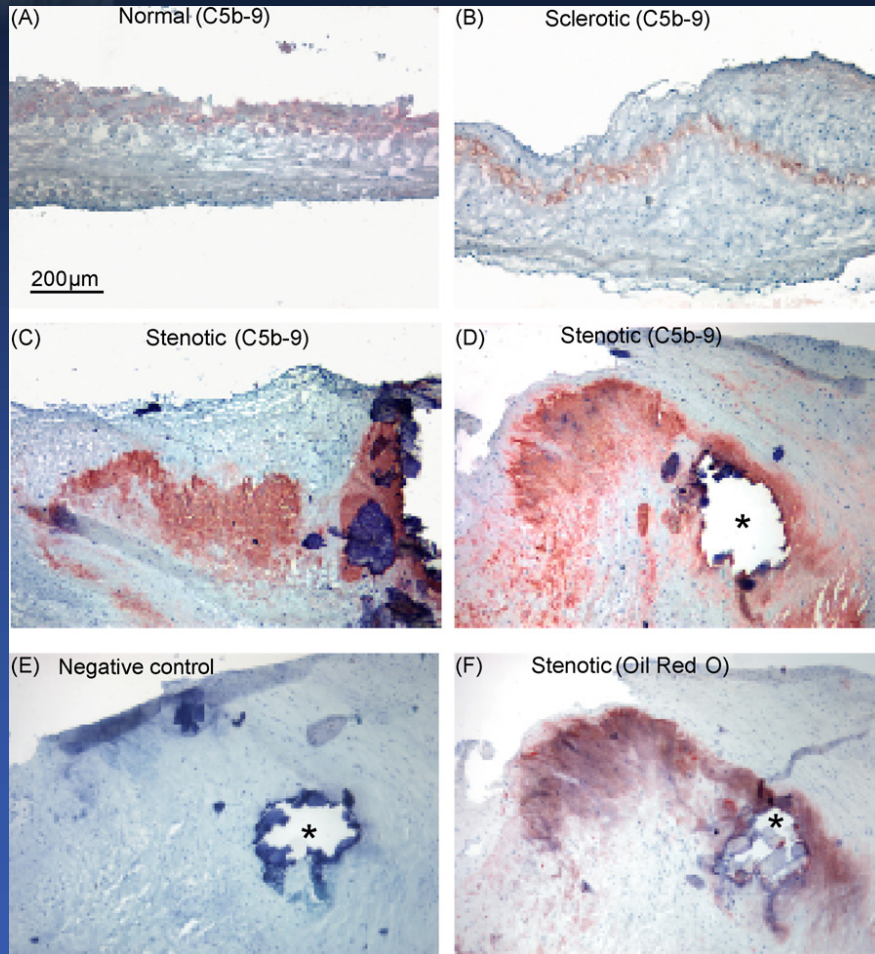 (A) Normal (C5b-9)
(B) Sclerotic (C5b-9)
200µm
(C) Stenotic (C5b-9)
(D) Stenotic (C5b-9)
*
(E) Negative control
*
(F) Stenotic (Oil Red O)
*